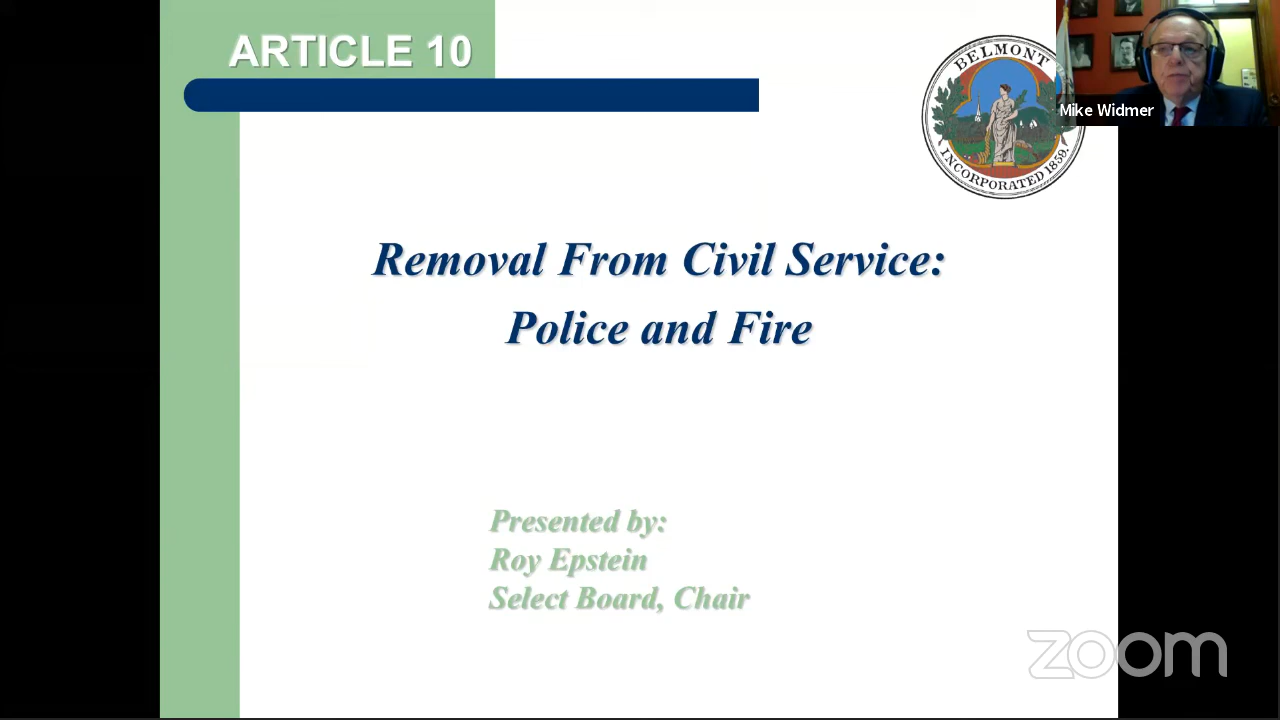 ARTICLE 10
BELMONT
INCORPORATED 1859.
Mike Widmer
Removal From Civil Service:
Police and Fire
Presented by:
Roy Epstein
Select Board, Chair
zoom